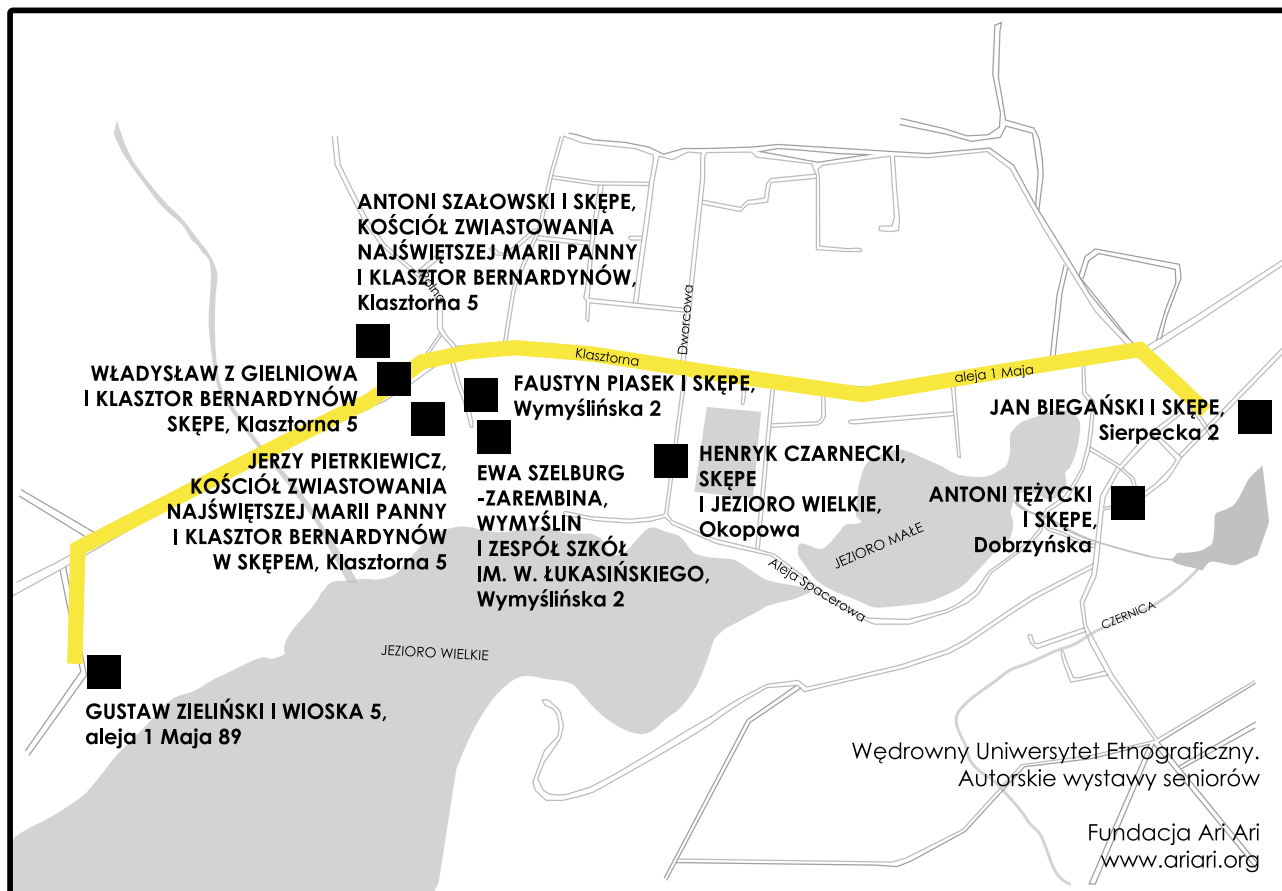 ANTONI SZAŁOWSKI I SKĘPE,
KOŚCIÓŁ ZWIASTOWANIA
NAJŚWIĘTSZEJ MARII PANNY
I KLASZTOR BERNARDYNÓW,
Klasztorna 5
Rolna
Dworcowa
Klasztorna
aleja 1 Maja
WŁADYSŁAW Z GIELNIOWA
I KLASZTOR BERNARDYNÓW
SKĘPE, Klasztorna 5
FAUSTYN PIASEK I SKĘPE,
Wymyślińska 2
JAN BIEGAŃSKI I SKĘPE,
Sierpecka 2
JERZY PIETRKIEWICZ,
KOŚCIÓŁ ZWIASTOWANIA
NAJŚWIĘTSZEJ MARII PANNY
I KLASZTOR BERNARDYNÓW
W SKĘPEM, Klasztorna 5
EWA SZELBURG
-ZAREMBINA,
WYMYŚLIN
I ZESPÓŁ SZKÓŁ
IM. W. ŁUKASIŃSKIEGO,
Wymyślińska 2
HENRYK CZARNECKI,
SKĘPE
I JEZIORO WIELKIE,
Okopowa
ANTONI TĘŻYCKI
I SKĘPE,
Dobrzyńska
JEZIORO MAŁE
Aleja Spacerowa
CZERNICA
JEZIORO WIELKIE
GUSTAW ZIELIŃSKI I WIOSKA 5,
aleja 1 Maja 89
Wędrowny Uniwersytet Etnograficzny.
Autorskie wystawy seniorów
Fundacja Ari Ari
www.ariari.org